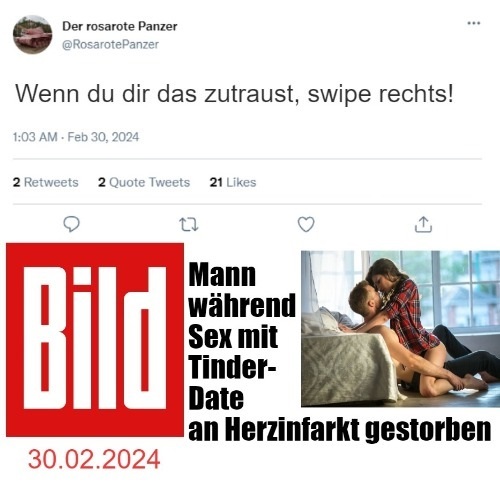 Der rosarote Panzer
@RosarotePanzer
Wenn du dir das zutraust, swipe rechts!
1:03 AM · Feb 30, 2024
2 Retweets 2 Quote Tweets 21 Likes
Bild
Mann
während
Sex mit
Tinder-
Date
an Herzinfarkt gestorben
30.02.2024